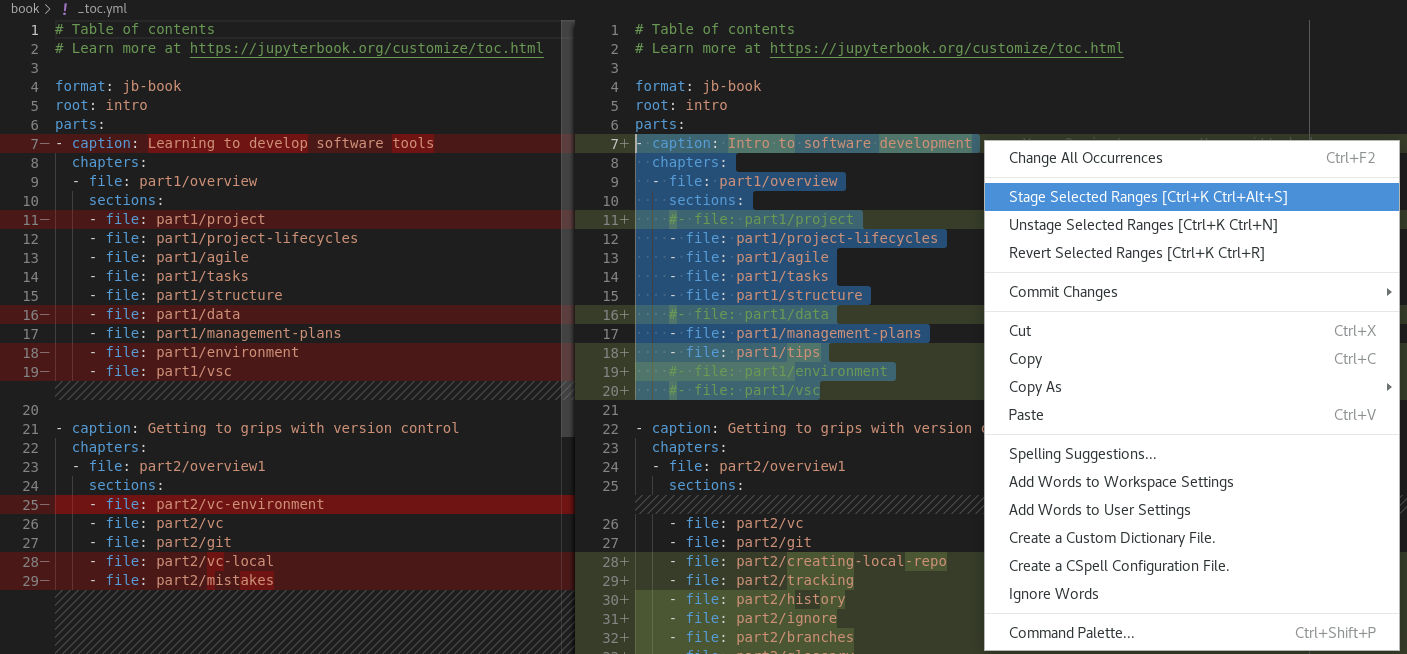 book > ! _toc.yml
1 # Table of contents
2 # Learn more at https://jupyterbook.org/customize/toc.html
3
4 format: jb-book
5 root: intro
6 parts:
7− - caption: Learning to develop software tools
8 chapters:
9 - file: part1/overview
10 sections:
11− - file: part1/project
12 - file: part1/project-lifecycles
13 - file: part1/agile
14 - file: part1/tasks
15 - file: part1/structure
16− - file: part1/data
17 - file: part1/management-plans
18− - file: part1/environment
19− - file: part1/vsc
20
21 - caption: Getting to grips with version control
22 chapters:
23 - file: part2/overview1
24 sections:
25− - file: part2/vc-environment
26 - file: part2/vc
27 - file: part2/git
28− - file: part2/vc-local
29− - file: part2/mistakes
1 # Table of contents
2 # Learn more at https://jupyterbook.org/customize/toc.html
3
4 format: jb-book
5 root: intro
6 parts:
7+ - caption: Intro to software development
8 chapters:
9 - file: part1/overview
10 sections:
11+ #- file: part1/project
12 - file: part1/project-lifecycles
13 - file: part1/agile
14 - file: part1/tasks
15 - file: part1/structure
16+ #- file: part1/data
17 - file: part1/management-plans
18+ - file: part1/tips
19+ #- file: part1/environment
20+ #- file: part1/vsc
21
22 - caption: Getting to grips with version
23 chapters:
24 - file: part2/overview1
25 sections:
26 - file: part2/vc
27 - file: part2/git
28+ - file: part2/creating-local-repo
29+ - file: part2/tracking
30+ - file: part2/history
31+ - file: part2/ignore
32+ - file: part2/branches
Change All Occurrences Ctrl+F2
Stage Selected Ranges [Ctrl+K Ctrl+Alt+S]
Unstage Selected Ranges [Ctrl+K Ctrl+N]
Revert Selected Ranges [Ctrl+K Ctrl+R]
Commit Changes
Cut Ctrl+X
Copy Ctrl+C
Copy As
Paste Ctrl+V
Spelling Suggestions...
Add Words to Workspace Settings
Add Words to User Settings
Create a Custom Dictionary File.
Create a CSpell Configuration File.
Ignore Words
Command Palette... Ctrl+Shift+P